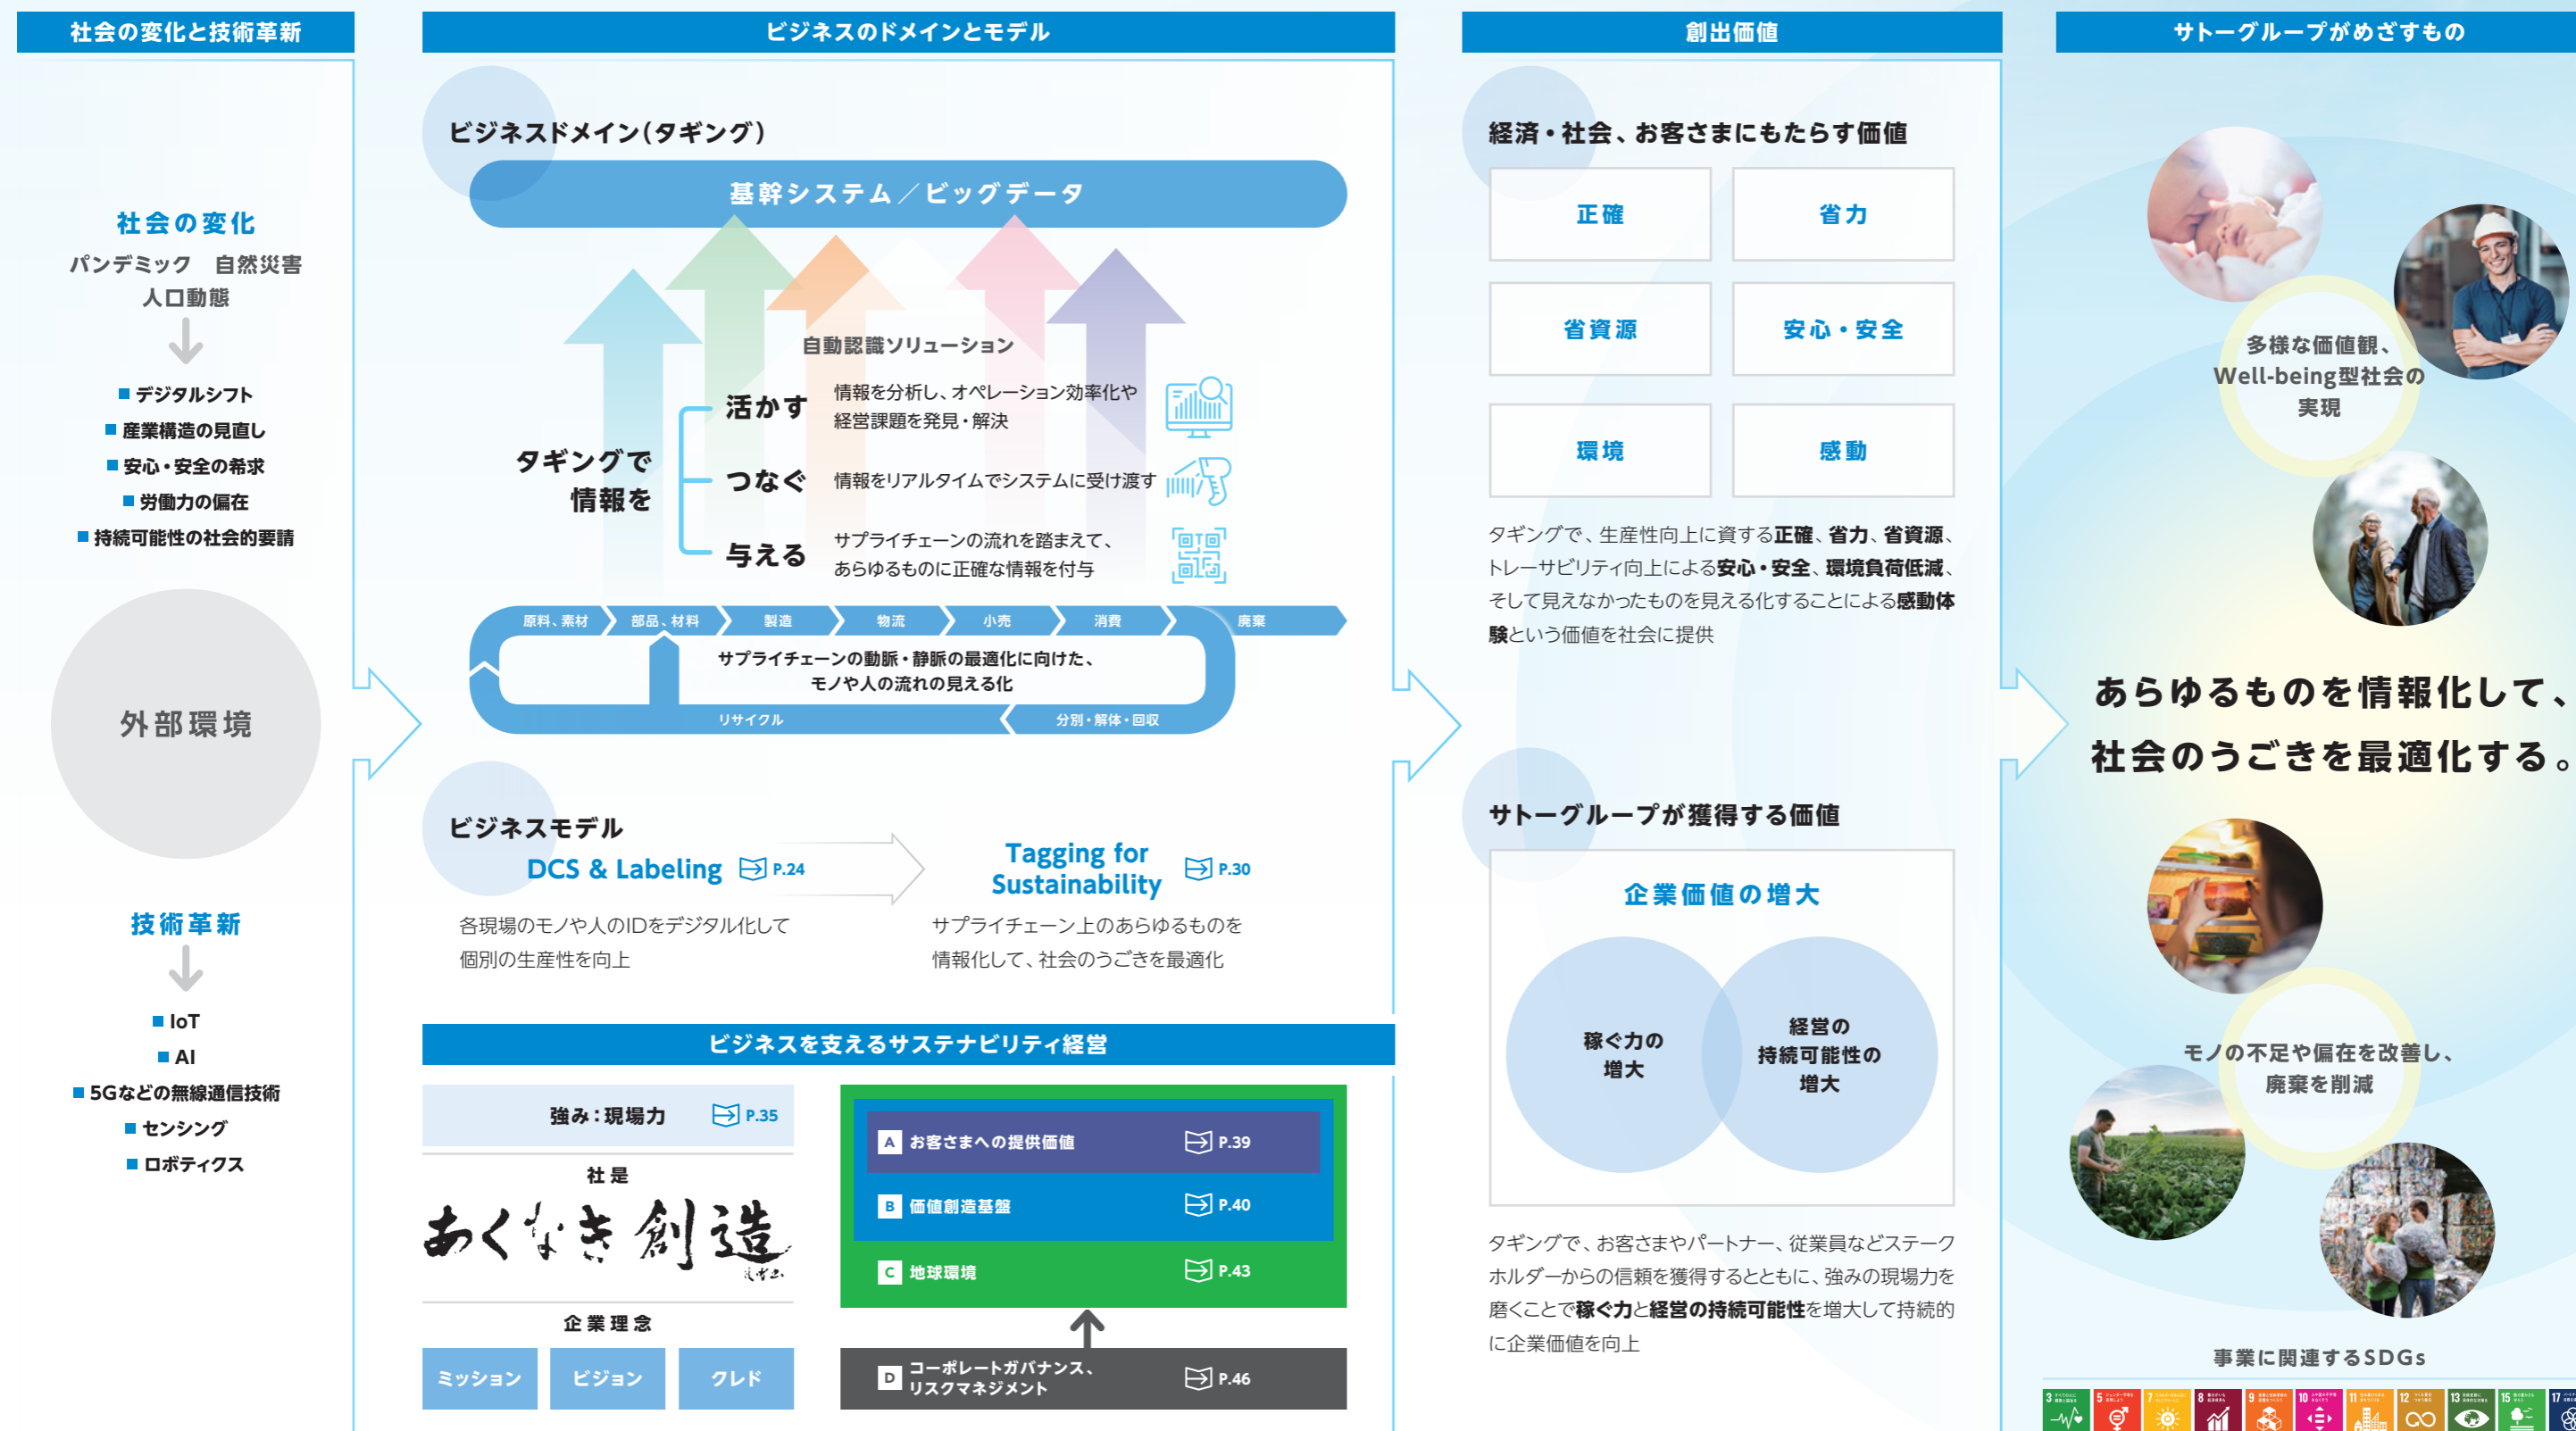 社会の変化と技術革新
社会の変化
パンデミック 自然災害
人口動態
デジタルシフト
産業構造の見直し
安心・安全の希求
労働力の偏在
持続可能性の社会的要請
外部環境
技術革新
IoT
AI
5Gなどの無線通信技術
センシング
ロボティクス
ビジネスのドメインとモデル
ビジネスドメイン(タギング)
基幹システム/ビッグデータ
自動認識ソリューション
タギングで
情報を
活かす
情報を分析し、オペレーション効率化や
経営課題を発見・解決
つなぐ
情報をリアルタイムでシステムに受け渡す
与える
サプライチェーンの流れを踏まえて、
あらゆるものに正確な情報を付与
原料、素材 部品、材料 製造 物流 小売 消費 廃棄
サプライチェーンの動脈・静脈の最適化に向けた、
モノや人の流れの見える化
リサイクル 分別・解体・回収
ビジネスモデル
DCS & Labeling P.24
各現場のモノや人のIDをデジタル化して
個別の生産性を向上
Tagging for
Sustainability P.30
サプライチェーン上のあらゆるものを
情報化して、社会のうごきを最適化
ビジネスを支えるサステナビリティ経営
強み:現場力 P.35
社是
あくなき創造
企業理念
ミッション ビジョン クレド
A お客さまへの提供価値 P.39
B 価値創造基盤 P.40
C 地球環境 P.43
D コーポレートガバナンス、
リスクマネジメント P.46
創出価値
経済・社会、お客さまにもたらす価値
正確 省力
省資源 安心・安全
環境 感動
タギングで、生産性向上に資する正確、省力、省資源、
トレーサビリティ向上による安心・安全、環境負荷低減、
そして見えなかったものを見える化することによる感動体
験という価値を社会に提供
サトーグループが獲得する価値
企業価値の増大
稼ぐ力の
増大
経営の
持続可能性の
増大
タギングで、お客さまやパートナー、従業員などステーク
ホルダーからの信頼を獲得するとともに、強みの現場力を
磨くことで稼ぐ力と経営の持続可能性を増大して持続的
に企業価値を向上
サトーグループがめざすもの
多様な価値観、
Well-being型社会の
実現
あらゆるものを情報化して、
社会のうごきを最適化する。
モノの不足や偏在を改善し、
廃棄を削減
事業に関連するSDGs
3 5 7 8 9 10 11 12 13 15 17